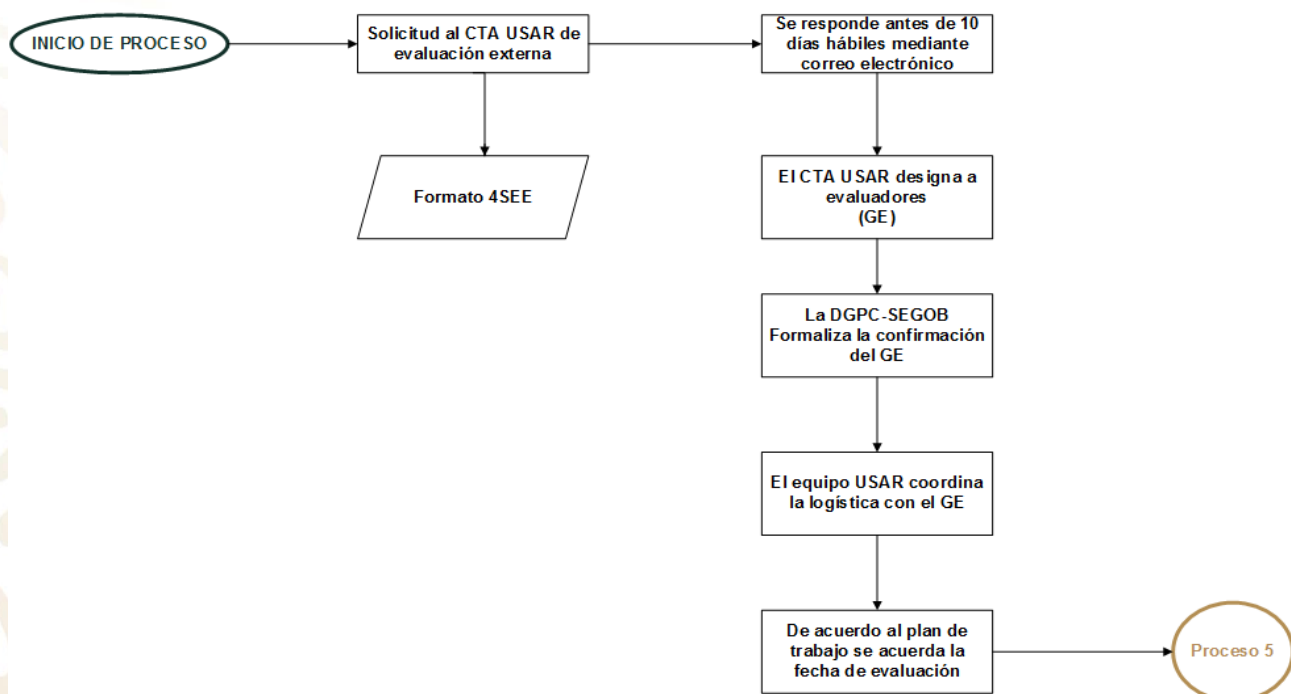 INICIO DE PROCESO
Solicitud al CTA USAR de
evaluación externa
Se responde antes de 10
días hábiles mediante
correo electrónico
Formato 4SEE
El CTA USAR designa a
evaluadores
(GE)
La DGPC-SEGOB
Formaliza la confirmación
del GE
El equipo USAR coordina
la logística con el GE
De acuerdo al plan de
trabajo se acuerda la
fecha de evaluación
Proceso 5